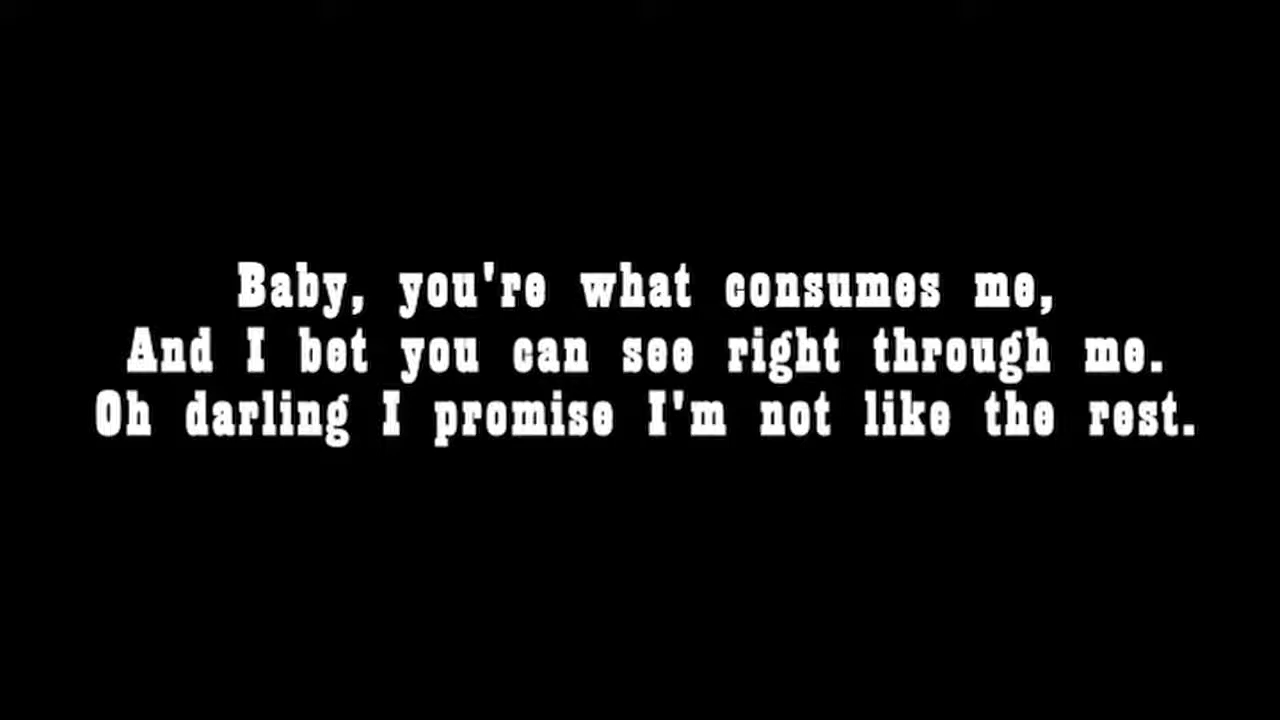 Baby, you're what consumes me,
And I bet you can see right through me.
Oh darling I promise I'm not like the rest.